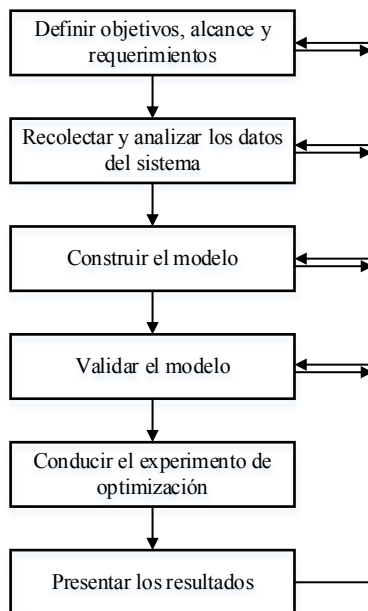 Definir objetivos, alcance y
requerimientos
Recolectar y analizar los datos
del sistema
Construir el modelo
Validar el modelo
Conducir el experimento de
optimización
Presentar los resultados